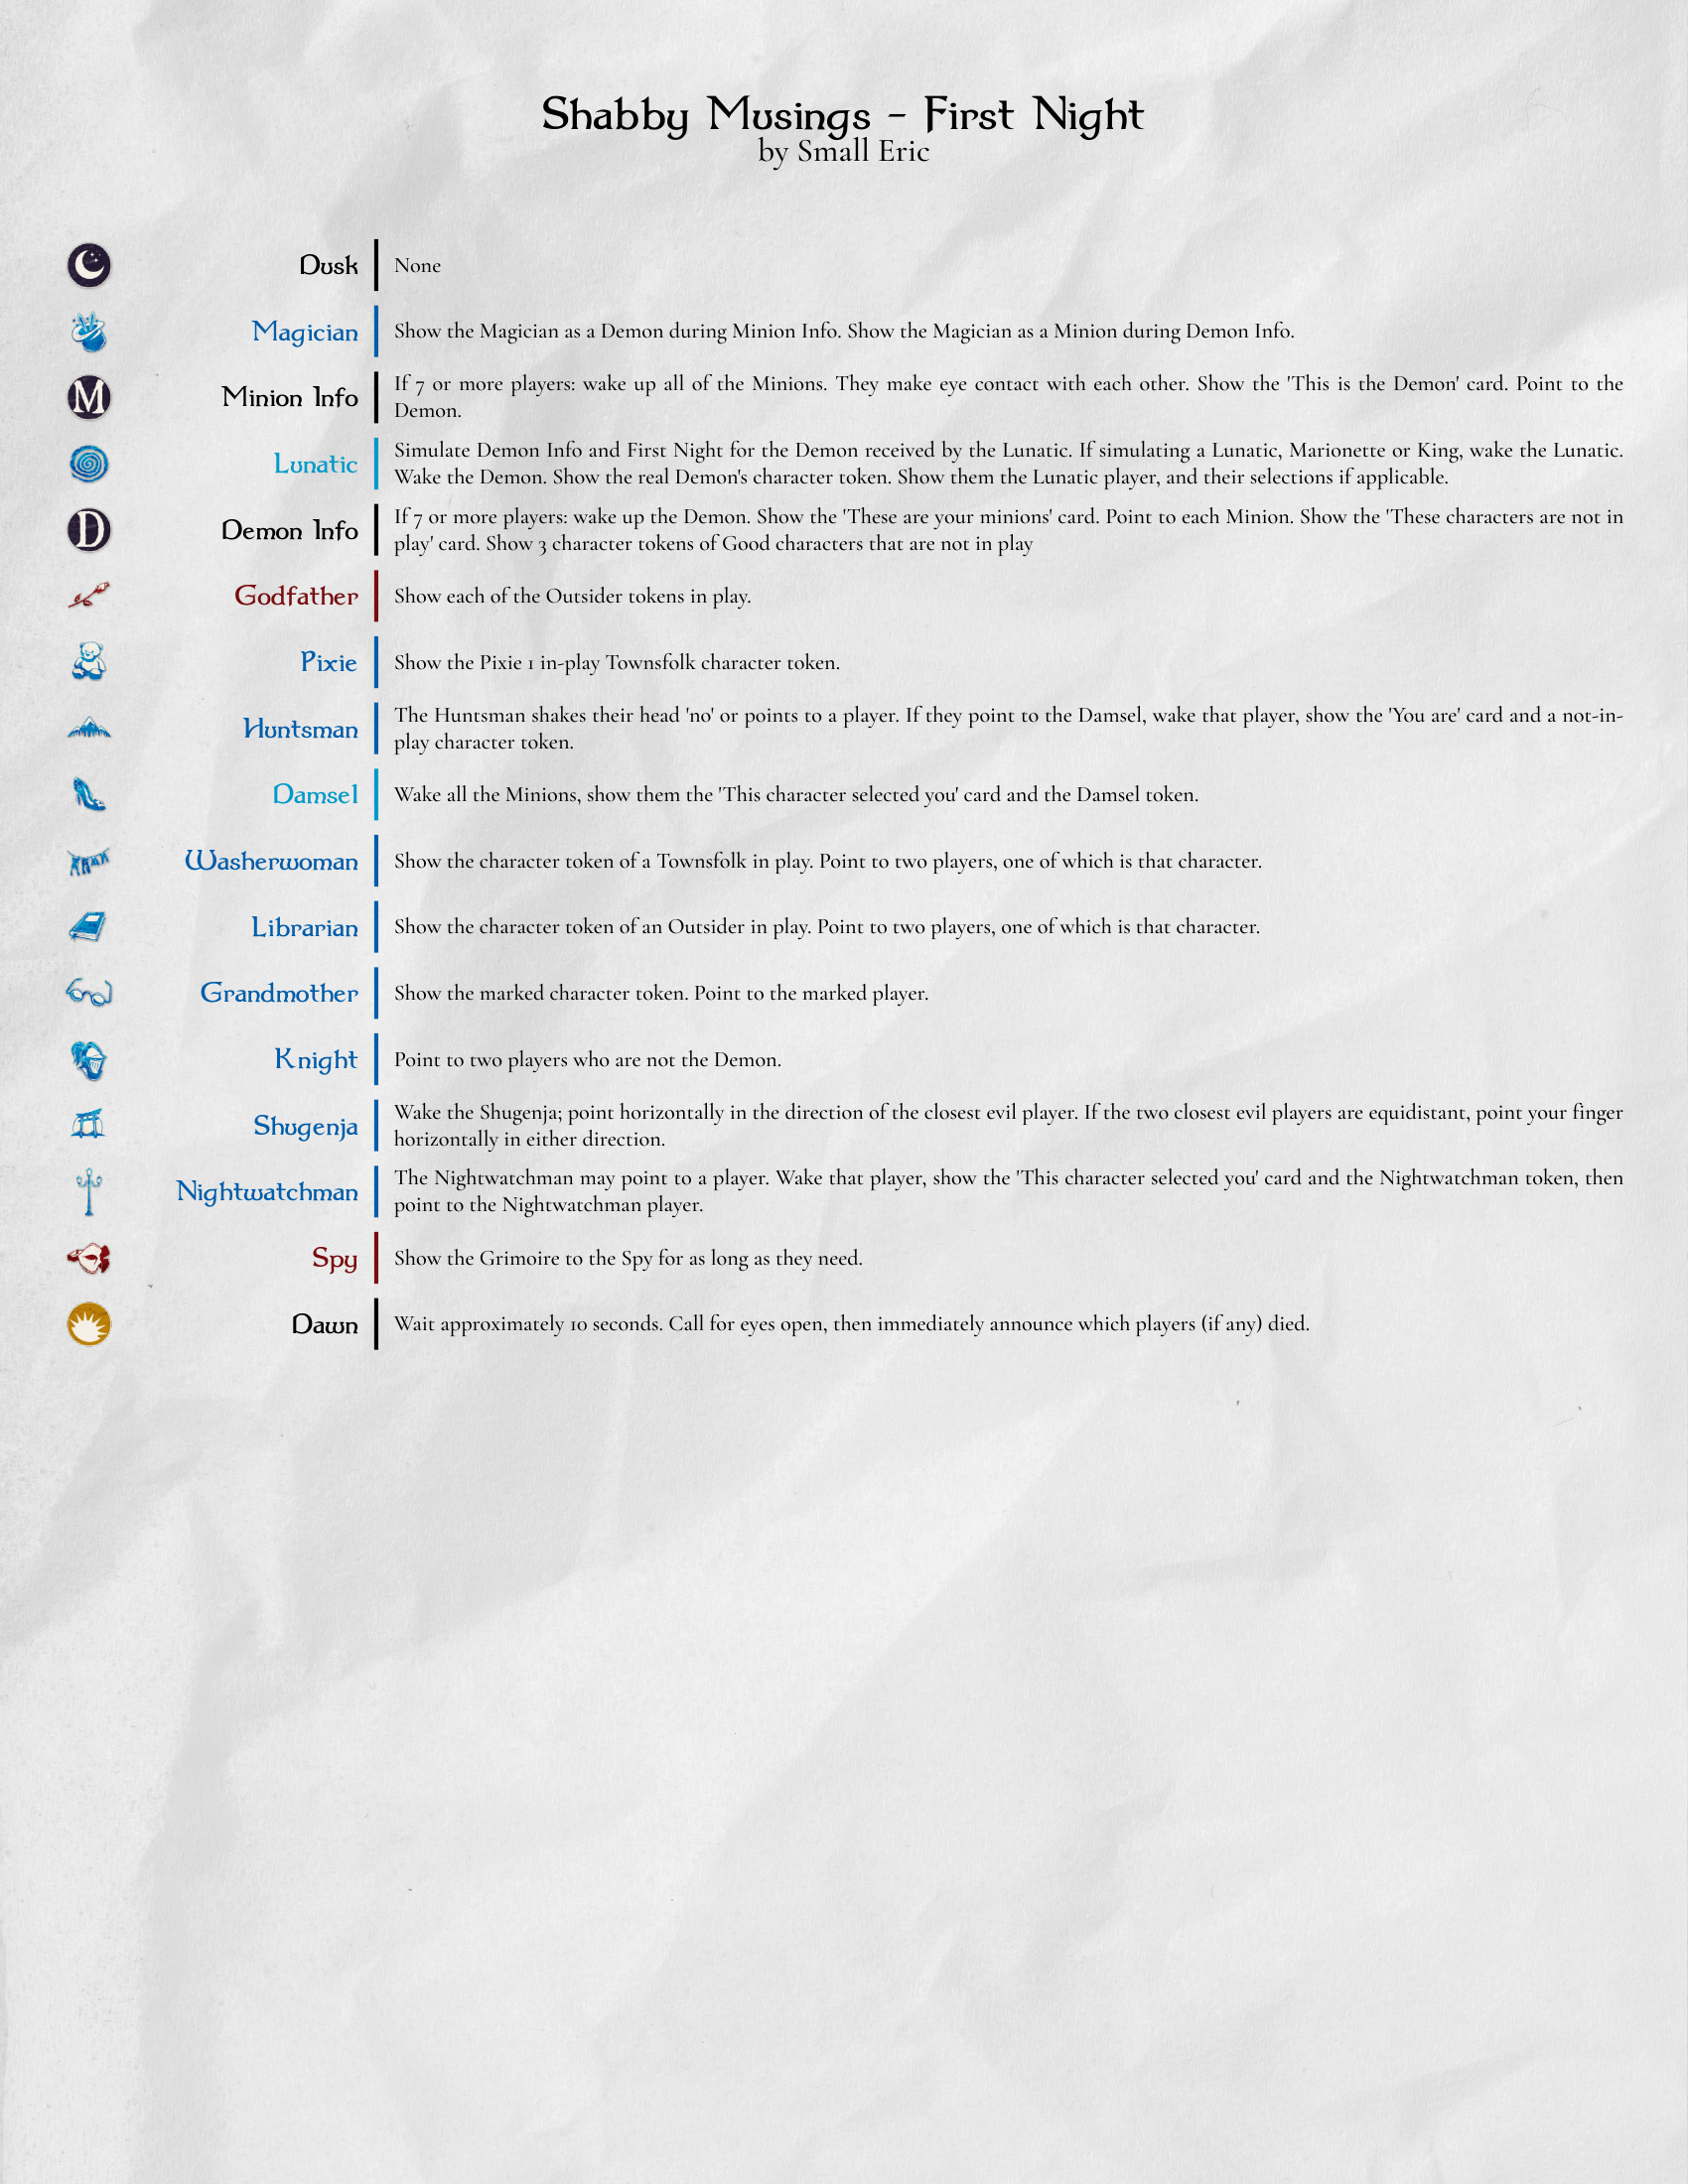 Shabby Musings - First Night
by Small Eric
Dusk
None
Magician
Show the Magician as a Demon during Minion Info. Show the Magician as a Minion during Demon Info.
M
Minion Info
If 7 or more players: wake up all of the Minions. They make eye contact with each other. Show the 'This is the Demon' card. Point to the
Demon.
Lunatic
Simulate Demon Info and First Night for the Demon received by the Lunatic. If simulating a Lunatic, Marionette or King, wake the Lunatic.
Wake the Demon. Show the real Demon's character token. Show them the Lunatic player, and their selections if applicable.
D
Demon Info
If 7 or more players: wake up the Demon. Show the 'These are your minions' card. Point to each Minion. Show the 'These characters are not in
play' card. Show 3 character tokens of Good characters that are not in play
Godfather
Show each of the Outsider tokens in play.
Pixie
Show the Pixie 1 in-play Townsfolk character token.
Huntsman
The Huntsman shakes their head 'no' or points to a player. If they point to the Damsel, wake that player, show the 'You are' card and a not-in-
play character token.
Damsel
Wake all the Minions, show them the 'This character selected you' card and the Damsel token.
Washerwoman
Show the character token of a Townsfolk in play. Point to two players, one of which is that character.
Librarian
Show the character token of an Outsider in play. Point to two players, one of which is that character.
Grandmother
Show the marked character token. Point to the marked player.
Knight
Point to two players who are not the Demon.
Shugenja
Wake the Shugenja; point horizontally in the direction of the closest evil player. If the two closest evil players are equidistant, point your finger
horizontally in either direction.
Nightwatchman
The Nightwatchman may point to a player. Wake that player, show the 'This character selected you' card and the Nightwatchman token, then
point to the Nightwatchman player.
Spy
Show the Grimoire to the Spy for as long as they need.
Dawn
Wait approximately 10 seconds. Call for eyes open, then immediately announce which players (if any) died.